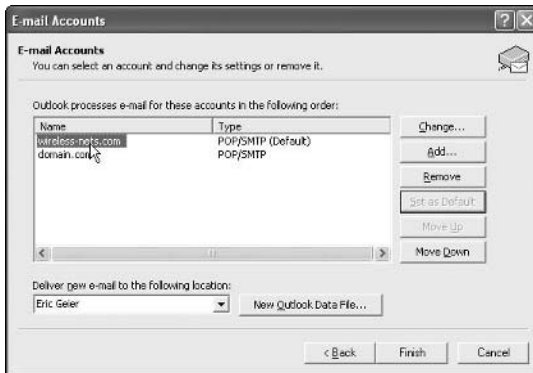 E-mail Accounts
E-mail Accounts
You can select an account and change its settings or remove it.
Outlook processes e-mail for these accounts in the following order:
Name Type
wireless-nets.com POP/SMTP (Default)
domain.com POP/SMTP
Change...
Add...
Remove
Set as Default
Move Up
Move Down
Deliver new e-mail to the following location:
Eric Geier New Outlook Data File...
< Back Finish Cancel